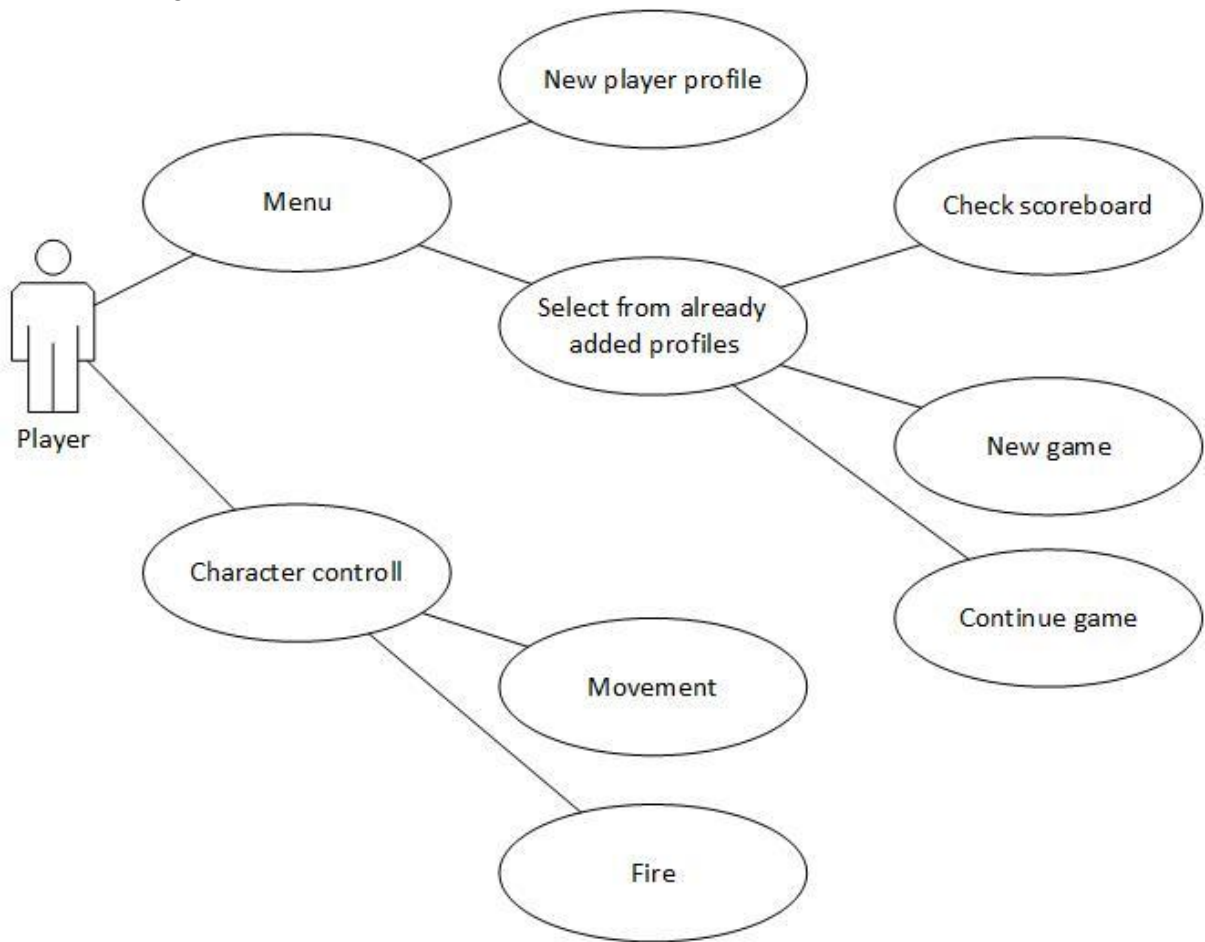 New player profile
Menu
Check scoreboard
Select from already
added profiles
Player
New game
Character controll
Continue game
Movement
Fire